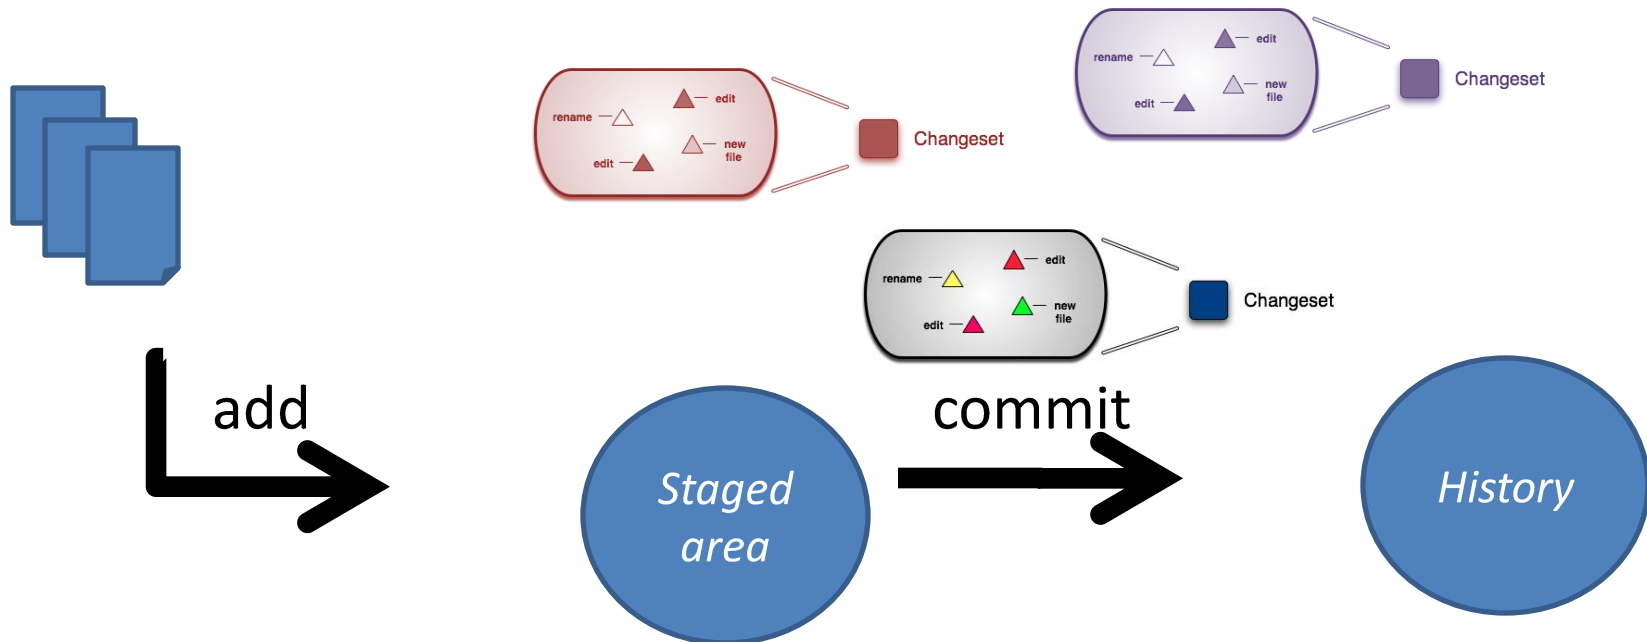 edit
rename
new
file
edit
Changeset
edit
rename
new
file
edit
Changeset
edit
rename
new
file
edit
Changeset
add
commit
Staged
area
History